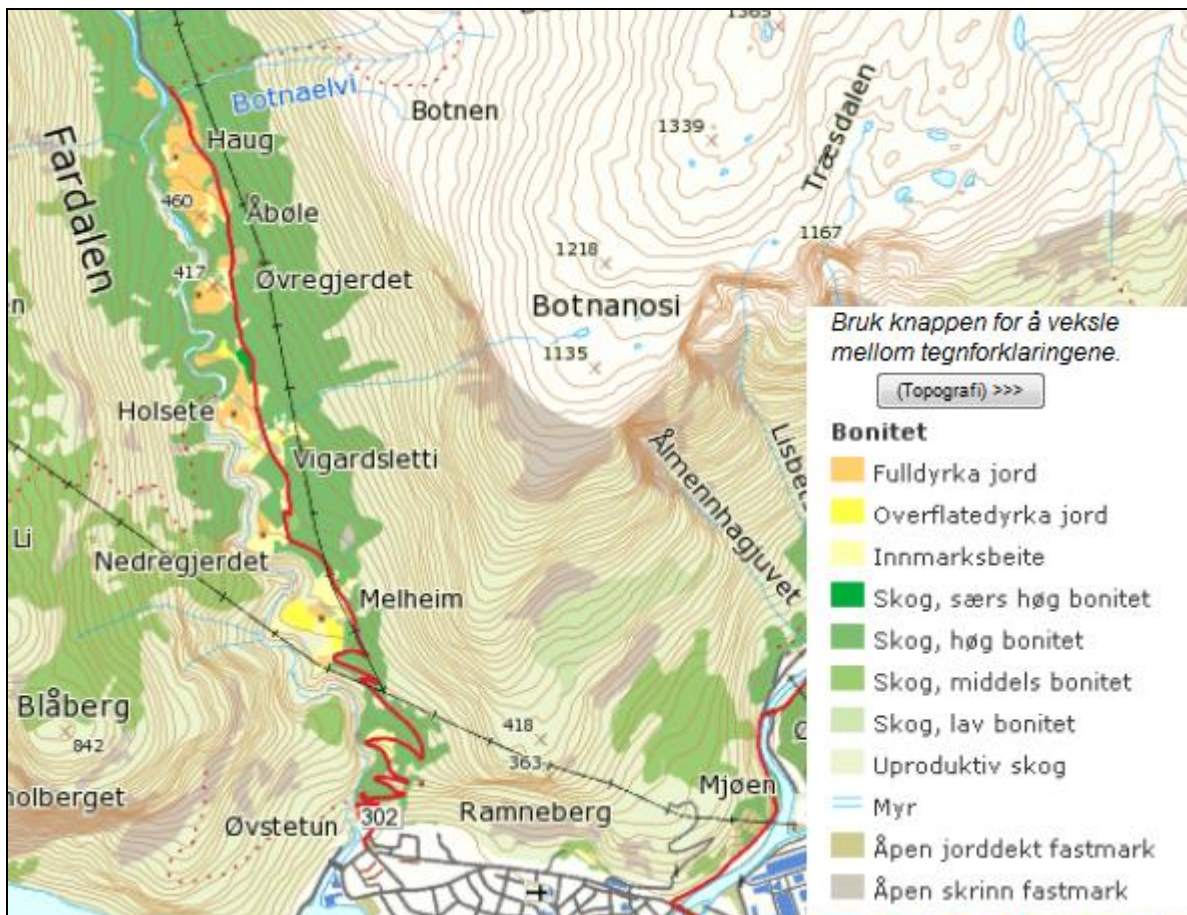 1365
Botnaelvi
Botnen
1339
Træsdalen
Haug
Fardalen
460
Åbøle
1167
1218
417
Øvregjerdet
Botnanosi
1135
Holsete
Vigardsletti
Ålmennhagjuvet
Li
Nedregjerdet
Melheim
Blåberg
842
418
363
Mjøen
Ramneberg
302
Øvstetun
Bruk knappen for å veksle
mellom tegnforklaringene.
(Topografi) >>>
Bonitet
Fulldyrka jord
Overflatedyrka jord
Innmarksbeite
Skog, særs høg bonitet
Skog, høg bonitet
Skog, middels bonitet
Skog, lav bonitet
Uproduktiv skog
Myr
Åpen jorddekt fastmark
Åpen skrinn fastmark